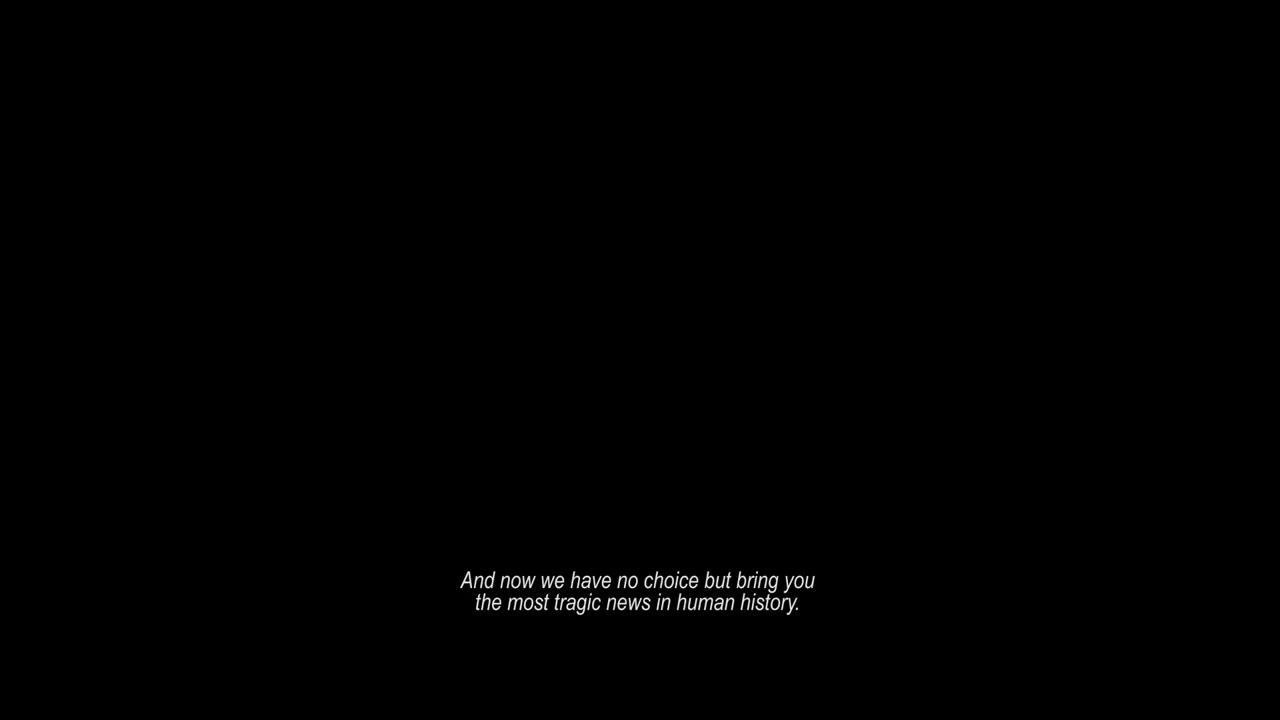 And now we have no choice but bring you
the most tragic news in human history.